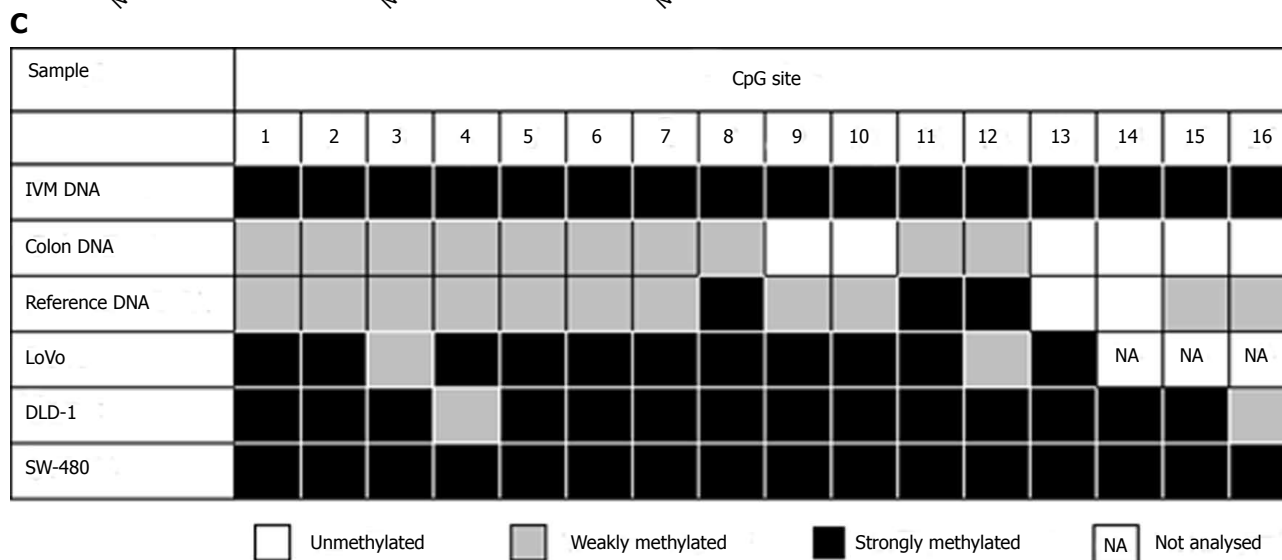 C
Sample CpG site
1 2 3 4 5 6 7 8 9 10 11 12 13 14 15 16
IVM DNA
Colon DNA
Reference DNA
LoVo NA NA NA
DLD-1
SW-480
Unmethylated Weakly methylated Strongly methylated NA Not analysed